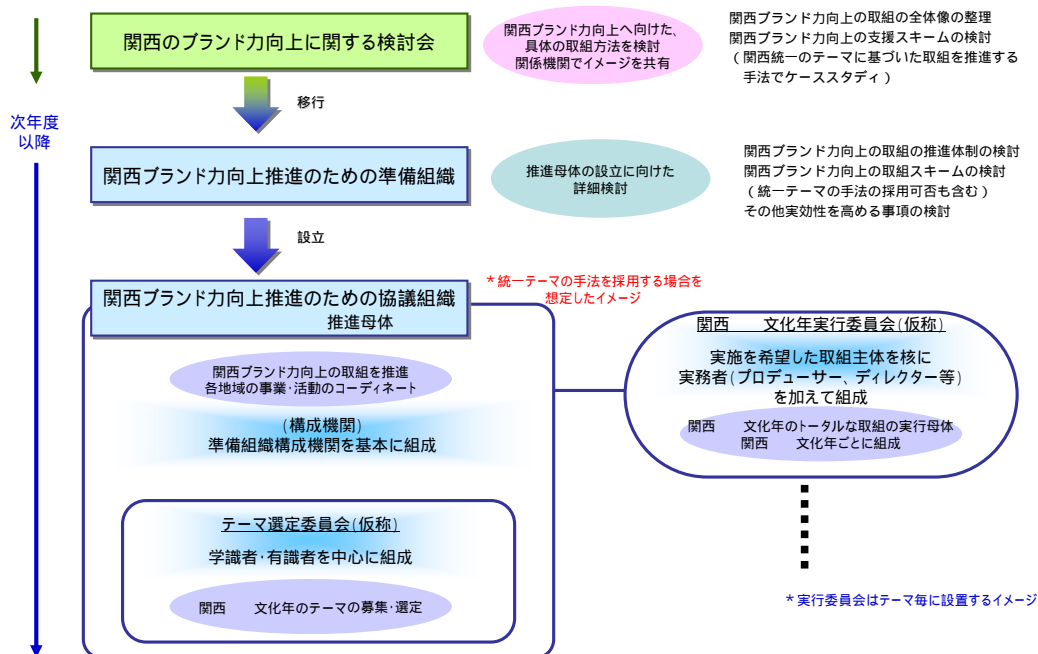 関西のブランド力向上に関する検討会
関西ブランド力向上へ向けた、
具体の取組方法を検討
関係機関でイメージを共有
関西ブランド力向上の取組の全体像の整理
関西ブランド力向上の支援スキームの検討
(関西統一のテーマに基づいた取組を推進する
手法でケーススタディ)
移行
次年度
以降
関西ブランド力向上推進のための準備組織
推進母体の設立に向けた
詳細検討
関西ブランド力向上の取組の推進体制の検討
関西ブランド力向上の取組スキームの検討
(統一テーマの手法の採用可否も含む)
その他実効性を高める事項の検討
設立
関西ブランド力向上推進のための協議組織
推進母体
*統一テーマの手法を採用する場合を
想定したイメージ
関西ブランド力向上の取組を推進
各地域の事業・活動のコーディネート
(構成機関)
準備組織構成機関を基本に組成
テーマ選定委員会(仮称)
学識者・有識者を中心に組成
関西　　文化年のテーマの募集・選定
関西　　文化年実行委員会(仮称)
実施を希望した取組主体を核に
実務者(プロデューサー、ディレクター等)
を加えて組成
関西　　文化年のトータルな取組の実行母体
関西　　文化年ごとに組成
*実行委員会はテーマ毎に設置するイメージ